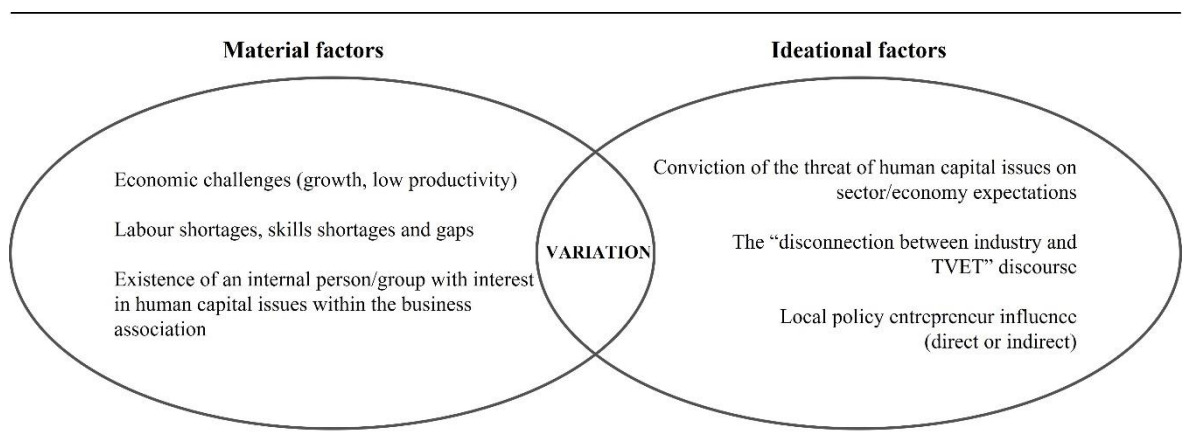 Material factors
Ideational factors
Economic challenges (growth, low productivity)
Labour shortages, skills shortages and gaps
Existence of an internal person/group with interest
in human capital issues within the business
association
VARIATION
Conviction of the threat of human capital issues on
sector/economy expectations
The “disconnection between industry and
TVET” discourse
Local policy entrepreneur influence
(direct or indirect)